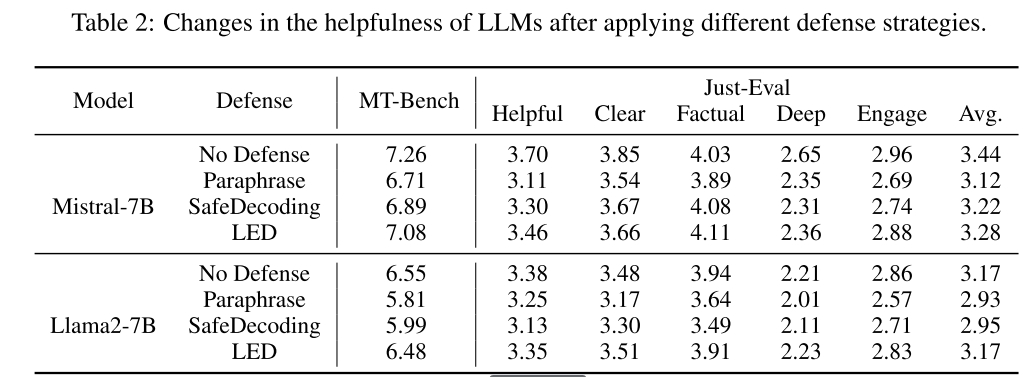 Table 2: Changes in the helpfulness of LLMs after applying different defense strategies.
Model Defense MT-Bench Just-Eval
Helpful Clear Factual Deep Engage Avg.
Mistral-7B No Defense 7.26 3.70 3.85 4.03 2.65 2.96 3.44
Paraphrase 6.71 3.11 3.54 3.89 2.35 2.69 3.12
SafeDecoding 6.89 3.30 3.67 4.08 2.31 2.74 3.22
LED 7.08 3.46 3.66 4.11 2.36 2.88 3.28
Llama2-7B No Defense 6.55 3.38 3.48 3.94 2.21 2.86 3.17
Paraphrase 5.81 3.25 3.17 3.64 2.01 2.57 2.93
SafeDecoding 5.99 3.13 3.30 3.49 2.11 2.71 2.95
LED 6.48 3.35 3.51 3.91 2.23 2.83 3.17